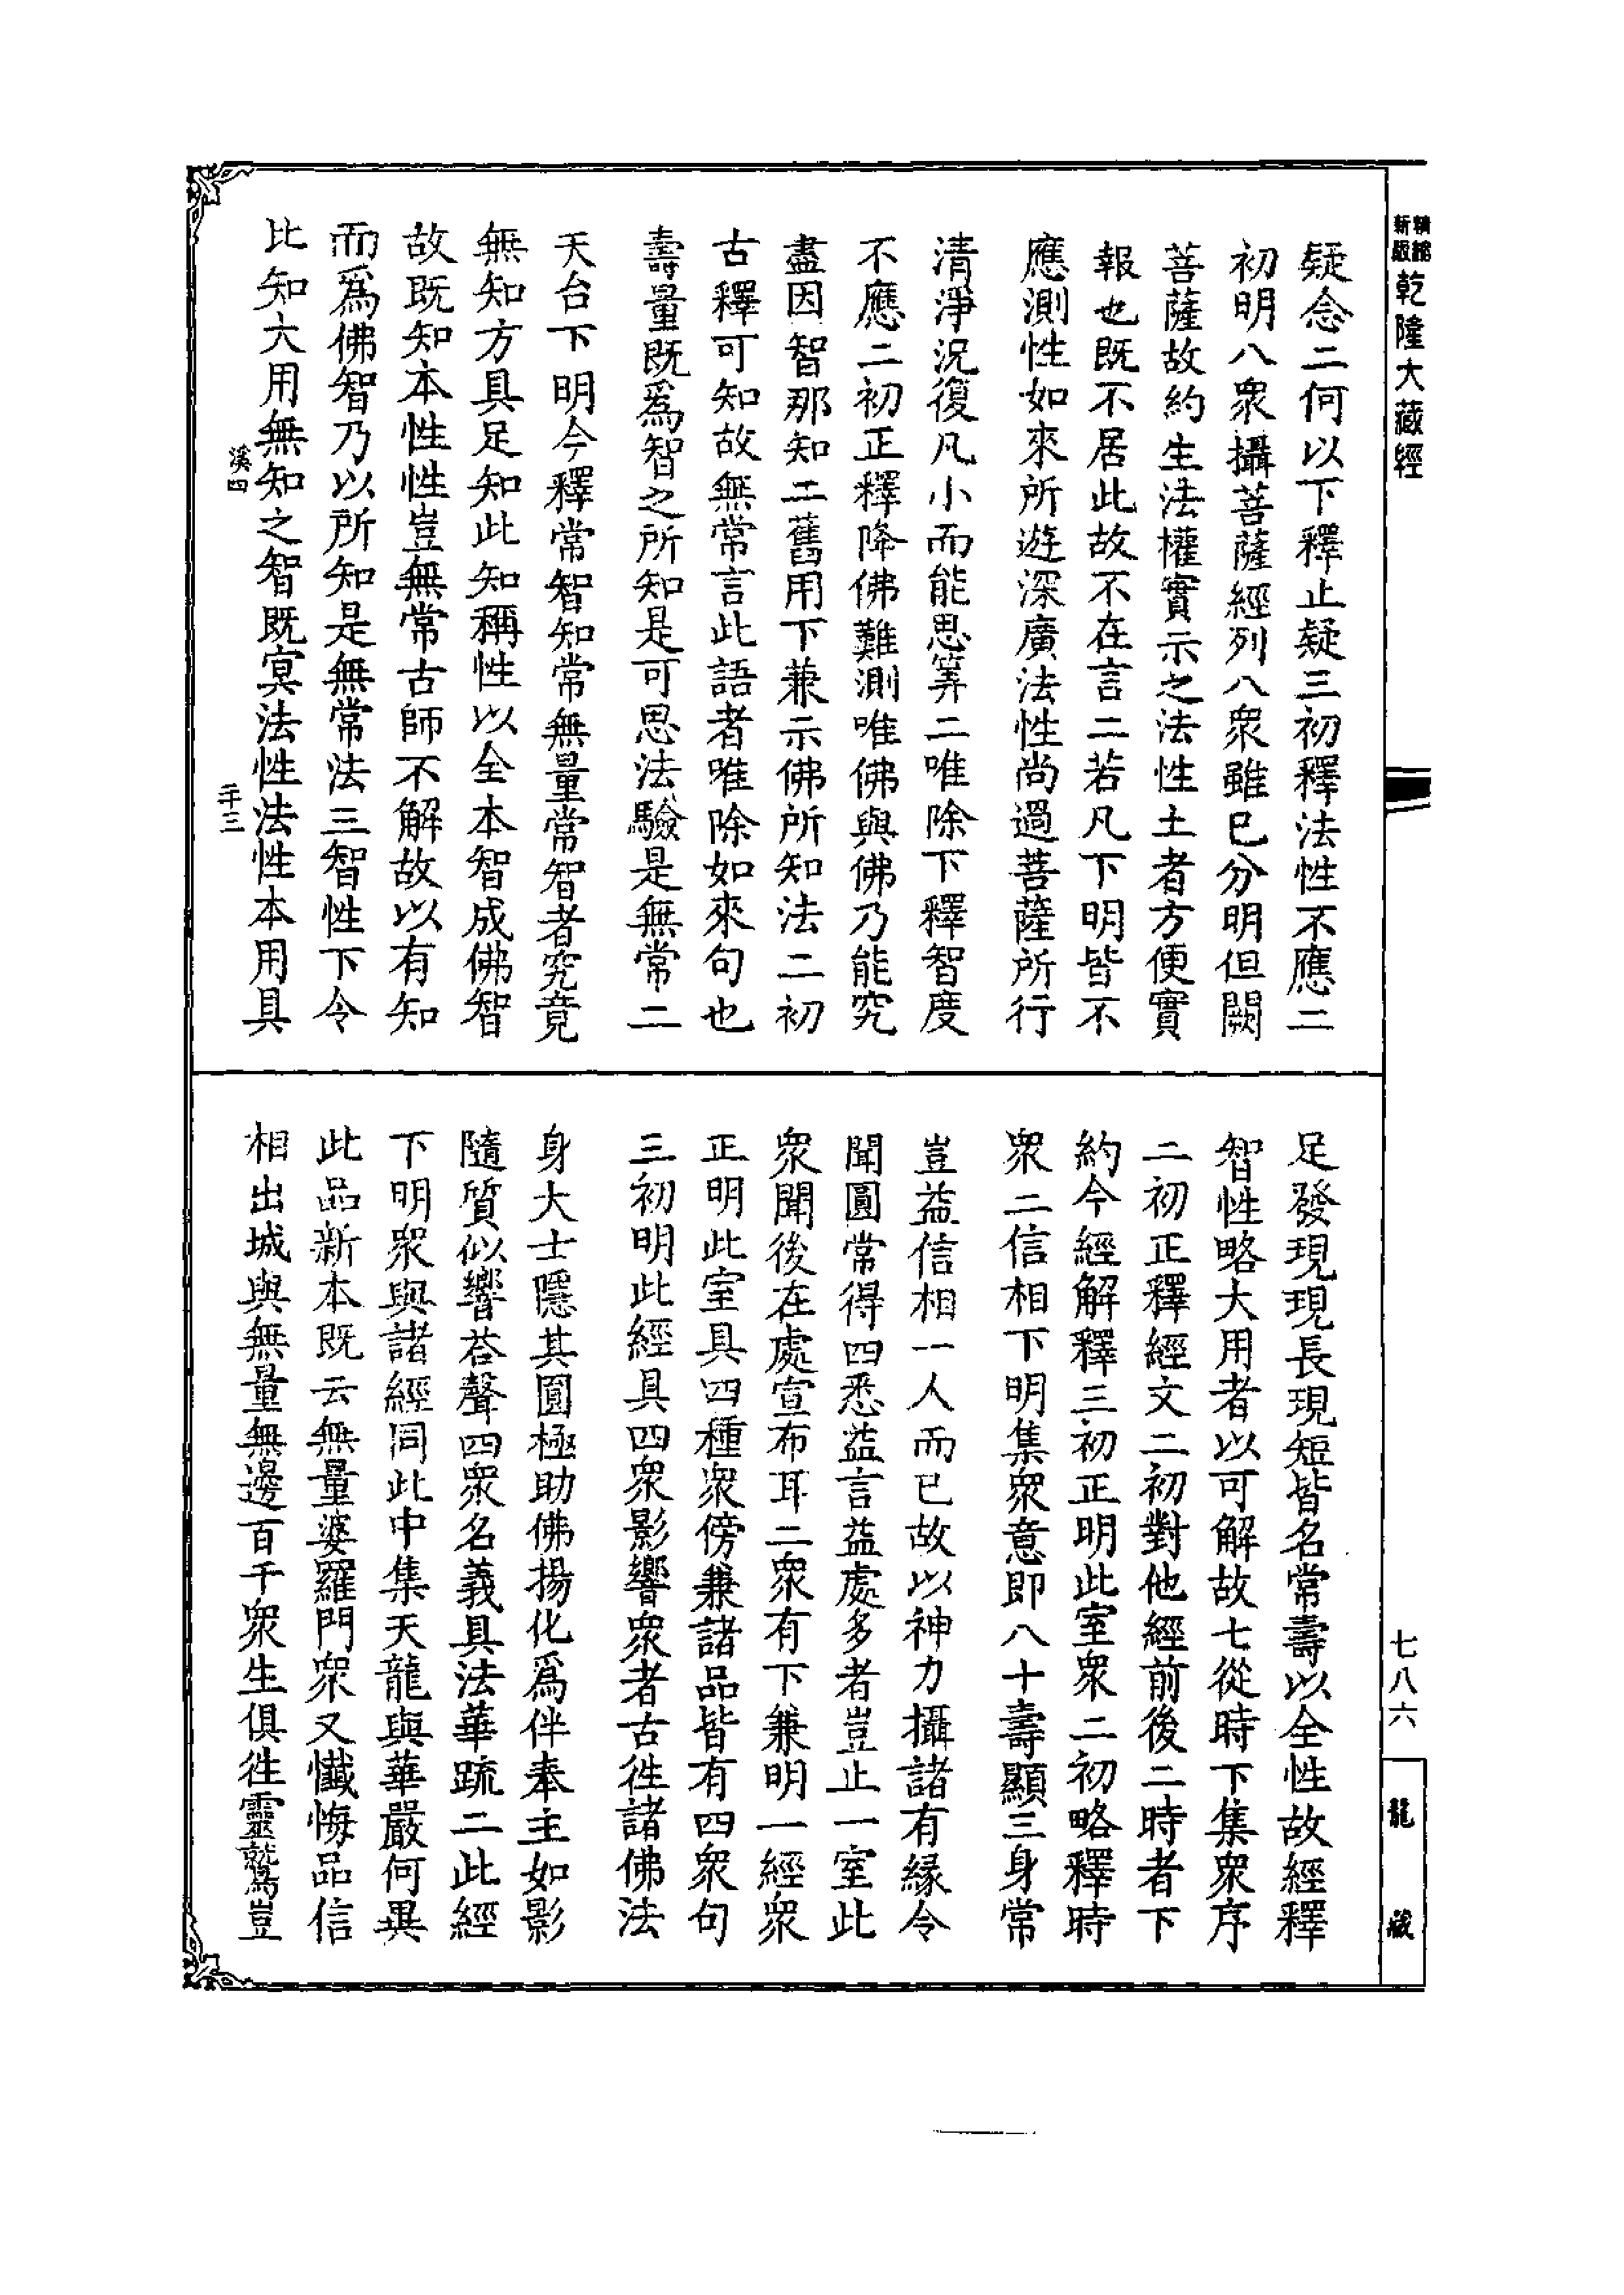 精縮新版乾隆大藏經
疑念二何以下釋止疑三初釋法性不應二
初明八衆攝菩薩經列八衆雖已分明但闕
菩薩故約生法權實示之法性土者方便實
報也既不居此故不在言二若凡下明皆不
應測性如來所遊深廣法性尚過菩薩所行
清淨況復凡小而能思筭二唯除下釋智度
不應二初正釋降佛難測唯佛與佛乃能究
盡因智那知二舊用下兼示佛所知法二初
古釋可知故無常言此語者唯除如來句也
壽量既爲智之所知是可思法驗是無常二
天台下明今釋常智知常無量常智者究竟
無知方具足知此知稱性以全本智成佛智
故既知本性性豈無常古師不解故以有知
而爲佛智乃以所知是無常法三智性下令
比知大用無知之智既冥法性法性本用具
溪四
二十三
足發現現長現短皆名常壽以全性故經釋
智性略大用者以可解故七從時下集衆序
二初正釋經文二初對他經前後二時者下
約今經解釋三初正明此室衆二初略釋時
衆二信相下明集衆意即八十壽顯三身常
豈益信相一人而已故以神力攝諸有緣令
聞圓常得四悉益言益處多者豈止一室此
衆聞後在處宣布耳二衆有下兼明一經衆
正明此室具四種衆傍兼諸品皆有四衆句
三初明此經具四衆影響衆者古徃諸佛法
身大士隱其圓極助佛揚化爲伴奉主如影
隨質似響荅聲四衆名義具法華疏二此經
下明衆與諸經同此中集天龍與華嚴何異
此品新本既云無量婆羅門衆又懺悔品信
相出城與無量無邊百千衆生俱徃靈鷲豈
七八六
龍藏